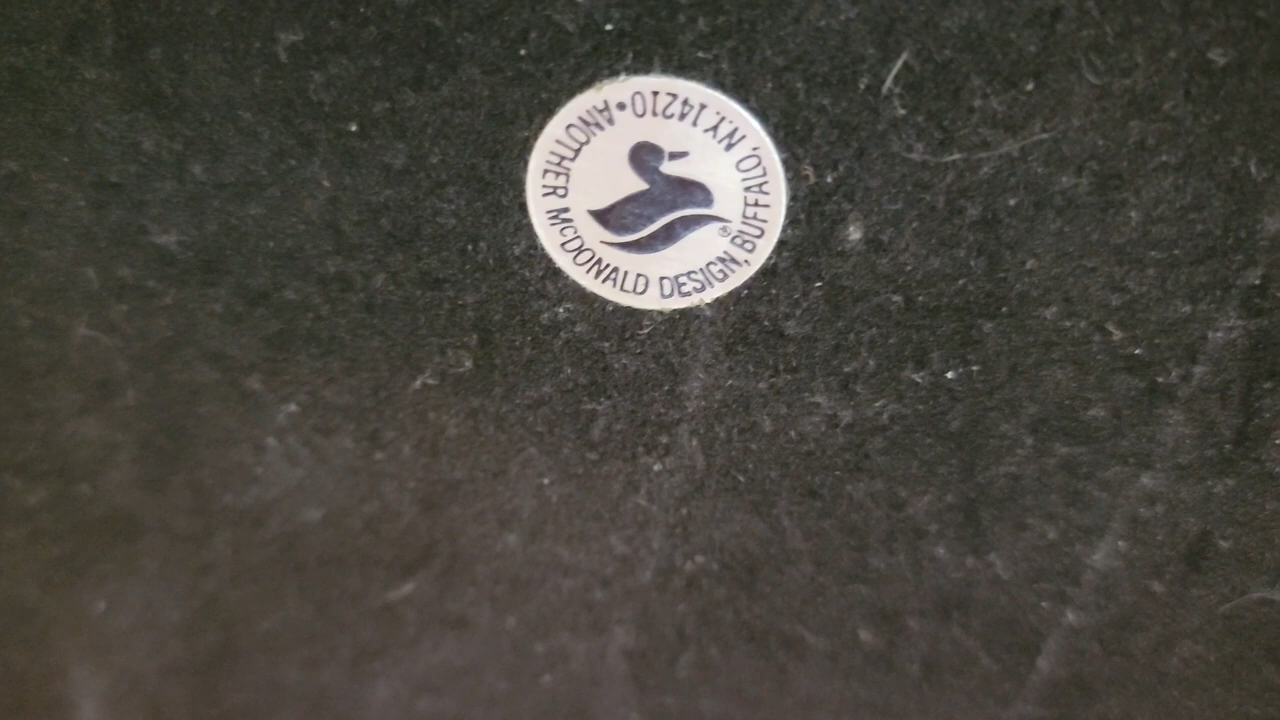 ANOTHER McDONALD DESIGN, BUFFALO, N.Y. 14210 •
®